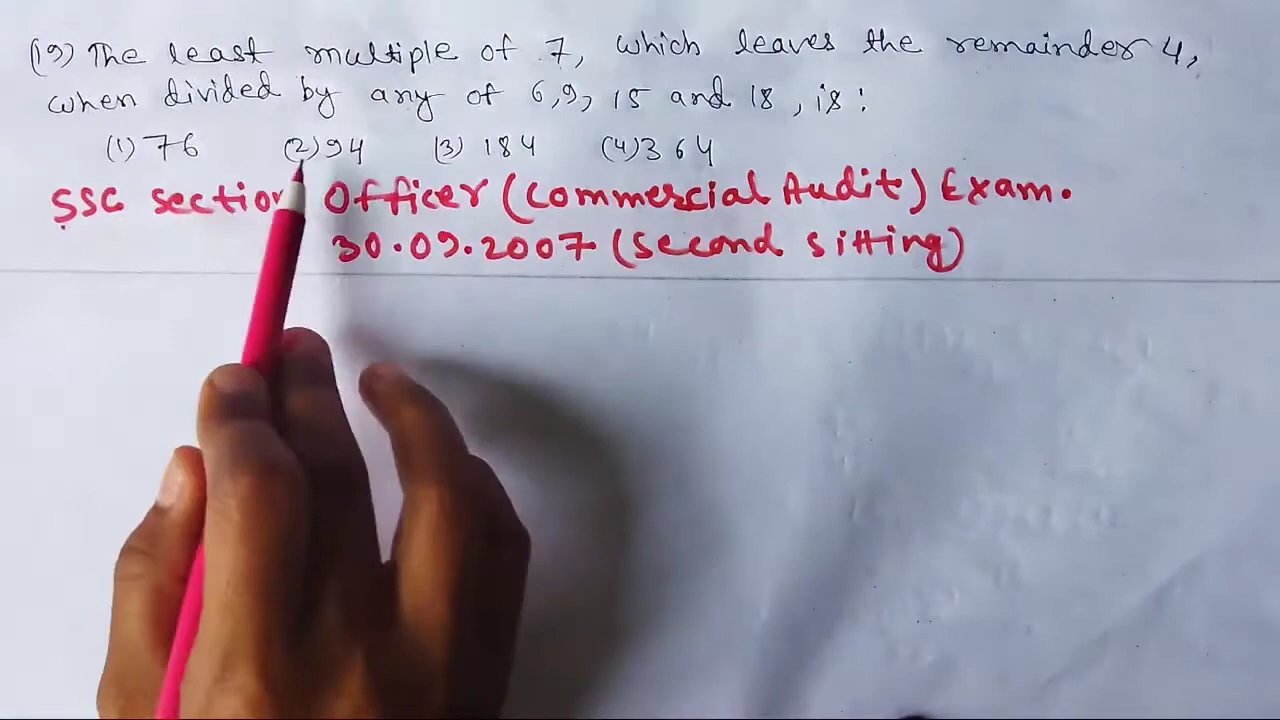 (19) The least multiple of 7, which leaves the remainder 4,
when divided by any of 6,9, 15 and 18, is:
(1) 76 (2) 94 (3) 184 (4) 364
SSC section Officer (Commercial Audit) Exam.
30.09.2007 (Second Sitting)